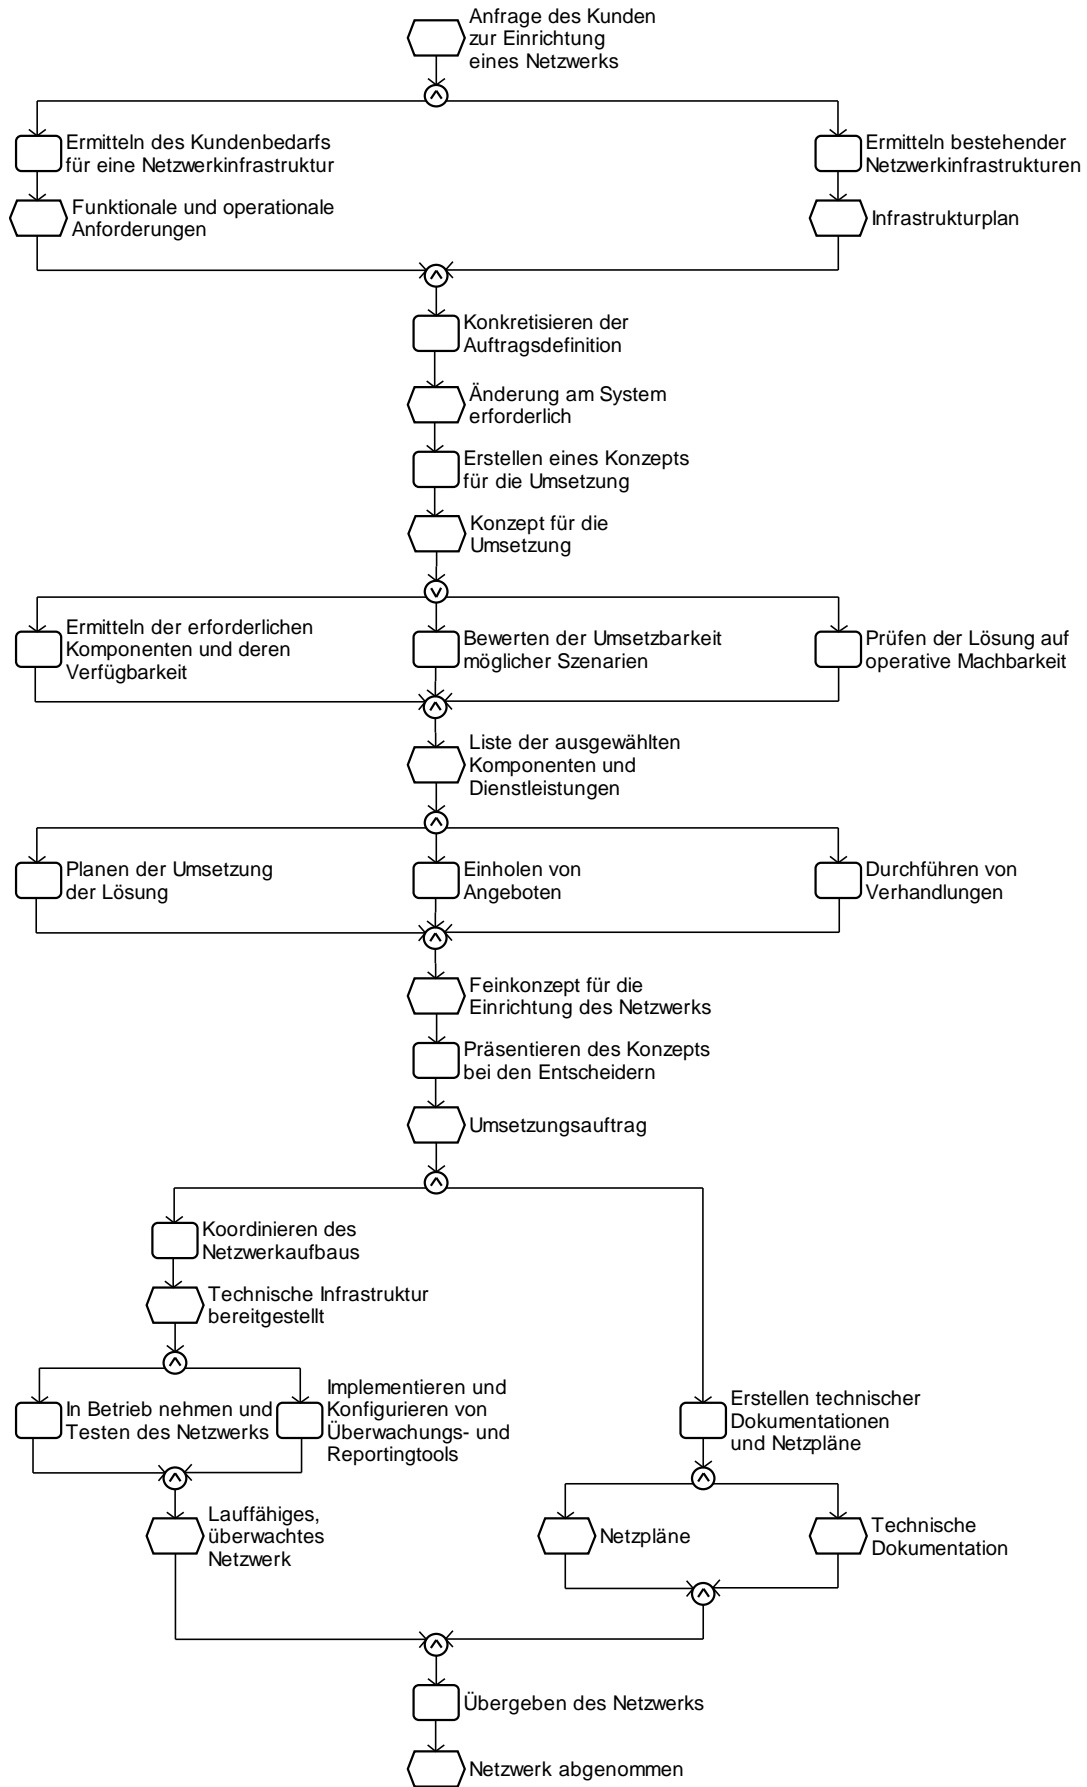 Anfrage des Kunden
zur Einrichtung
eines Netzwerks
Ermitteln des Kundenbedarfs
für eine Netzwerkinfrastruktur
Ermitteln bestehender
Netzwerkinfrastrukturen
Funktionale und operationale
Anforderungen
Infrastrukturplan
Konkretisieren der
Auftragsdefinition
Änderung am System
erforderlich
Erstellen eines Konzepts
für die Umsetzung
Konzept für die
Umsetzung
Ermitteln der erforderlichen
Komponenten und deren
Verfügbarkeit
Bewerten der Umsetzbarkeit
möglicher Szenarien
Prüfen der Lösung auf
operative Machbarkeit
Liste der ausgewählten
Komponenten und
Dienstleistungen
Planen der Umsetzung
der Lösung
Einholen von
Angeboten
Durchführen von
Verhandlungen
Feinkonzept für die
Einrichtung des Netzwerks
Präsentieren des Konzepts
bei den Entscheidern
Umsetzungsauftrag
Koordinieren des
Netzwerkaufbaus
Technische Infrastruktur
bereitgestellt
In Betrieb nehmen und
Testen des Netzwerks
Implementieren und
Konfigurieren von
Überwachungs- und
Reportingtools
Erstellen technischer
Dokumentationen
und Netzpläne
Lauffähiges,
überwachtes
Netzwerk
Netzpläne
Technische
Dokumentation
Übergeben des Netzwerks
Netzwerk abgenommen